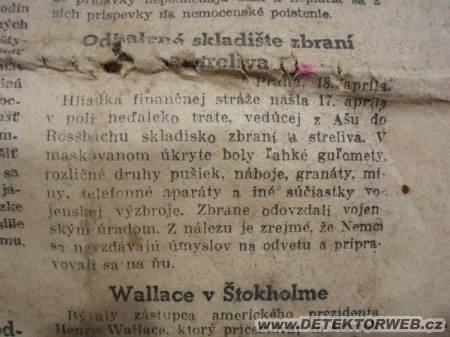 nich príspevky na nemocenské poistenie.
Odhalené skladište zbraní
a streliva
Praha, 18. apríla.
Hliadka finančnej stráže našla 17. apríla
v poli neďaleko trate, vedúcej z Ašu do
Rossbachu skladisko zbraní a streliva. V
maskovanom úkryte boly ľahké guľomety,
rozličné druhy pušiek, náboje, granáty, mí-
ny, telefonné aparáty a iné súčiastky vo-
jenskej výzbroje. Zbrane odovzdali vojen-
ským úradom. Z nálezu je zrejmé, že Nemci
sa nevzdávajú úmyslov na odvetu a pripra-
vovali sa na ňu.
Wallace v Štokholme
Bývalý zástupca amerického prezidenta
Henry Wallace, ktorý
WWW.DETEKTORWEB.CZ